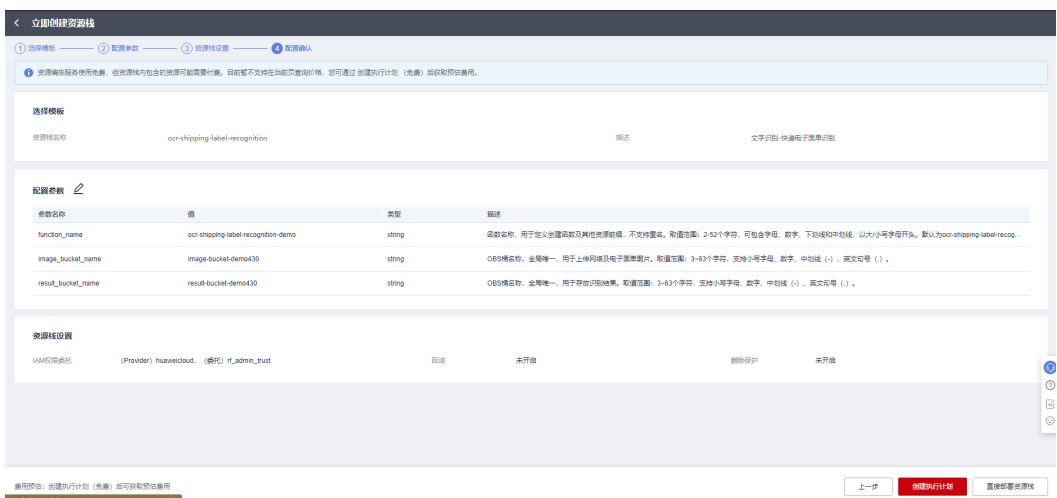 立即创建资源栈
1 选择模板 2 配置参数 3 资源栈设置 4 配置确认
资源编排服务使用免费，但资源栈内包含的资源可能需要付费。目前暂不支持在当前页查询价格，您可通过 创建执行计划 （免费）后获取预估费用。
选择模板
资源栈名称 ocr-shipping-label-recognition 描述 文字识别-快递电子面单识别
配置参数
参数名称 值 类型 描述
function_name ocr-shipping-label-recognition-demo string 函数名称，用于定义创建函数及其他资源前缀，不支持重名。取值范围：2-52个字符，可包含字母、数字、下划线和中划线，以大/小写字母开头。默认为ocr-shipping-label-recog...
image_bucket_name image-bucket-demo430 string OBS桶名称，全局唯一，用于上传网络及电子面单图片。取值范围：3~63个字符，支持小写字母、数字、中划线（-）、英文句号（.）。
result_bucket_name result-bucket-demo430 string OBS桶名称，全局唯一，用于存放识别结果。取值范围：3~63个字符，支持小写字母、数字、中划线（-）、英文句号（.）。
资源栈设置
IAM权限委托 （Provider）huaweicloud，（委托）rf_admin_trust 回滚 未开启 删除保护 未开启
费用预估：创建执行计划（免费）后可获取预估费用 上一步 创建执行计划 直接部署资源栈